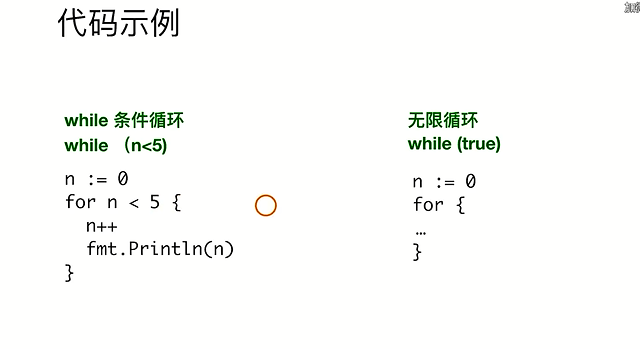 代码示例
while 条件循环
while （n<5)
n := 0
for n < 5 {
n++
fmt.Println(n)
}
无限循环
while (true)
n := 0
for {
…
}